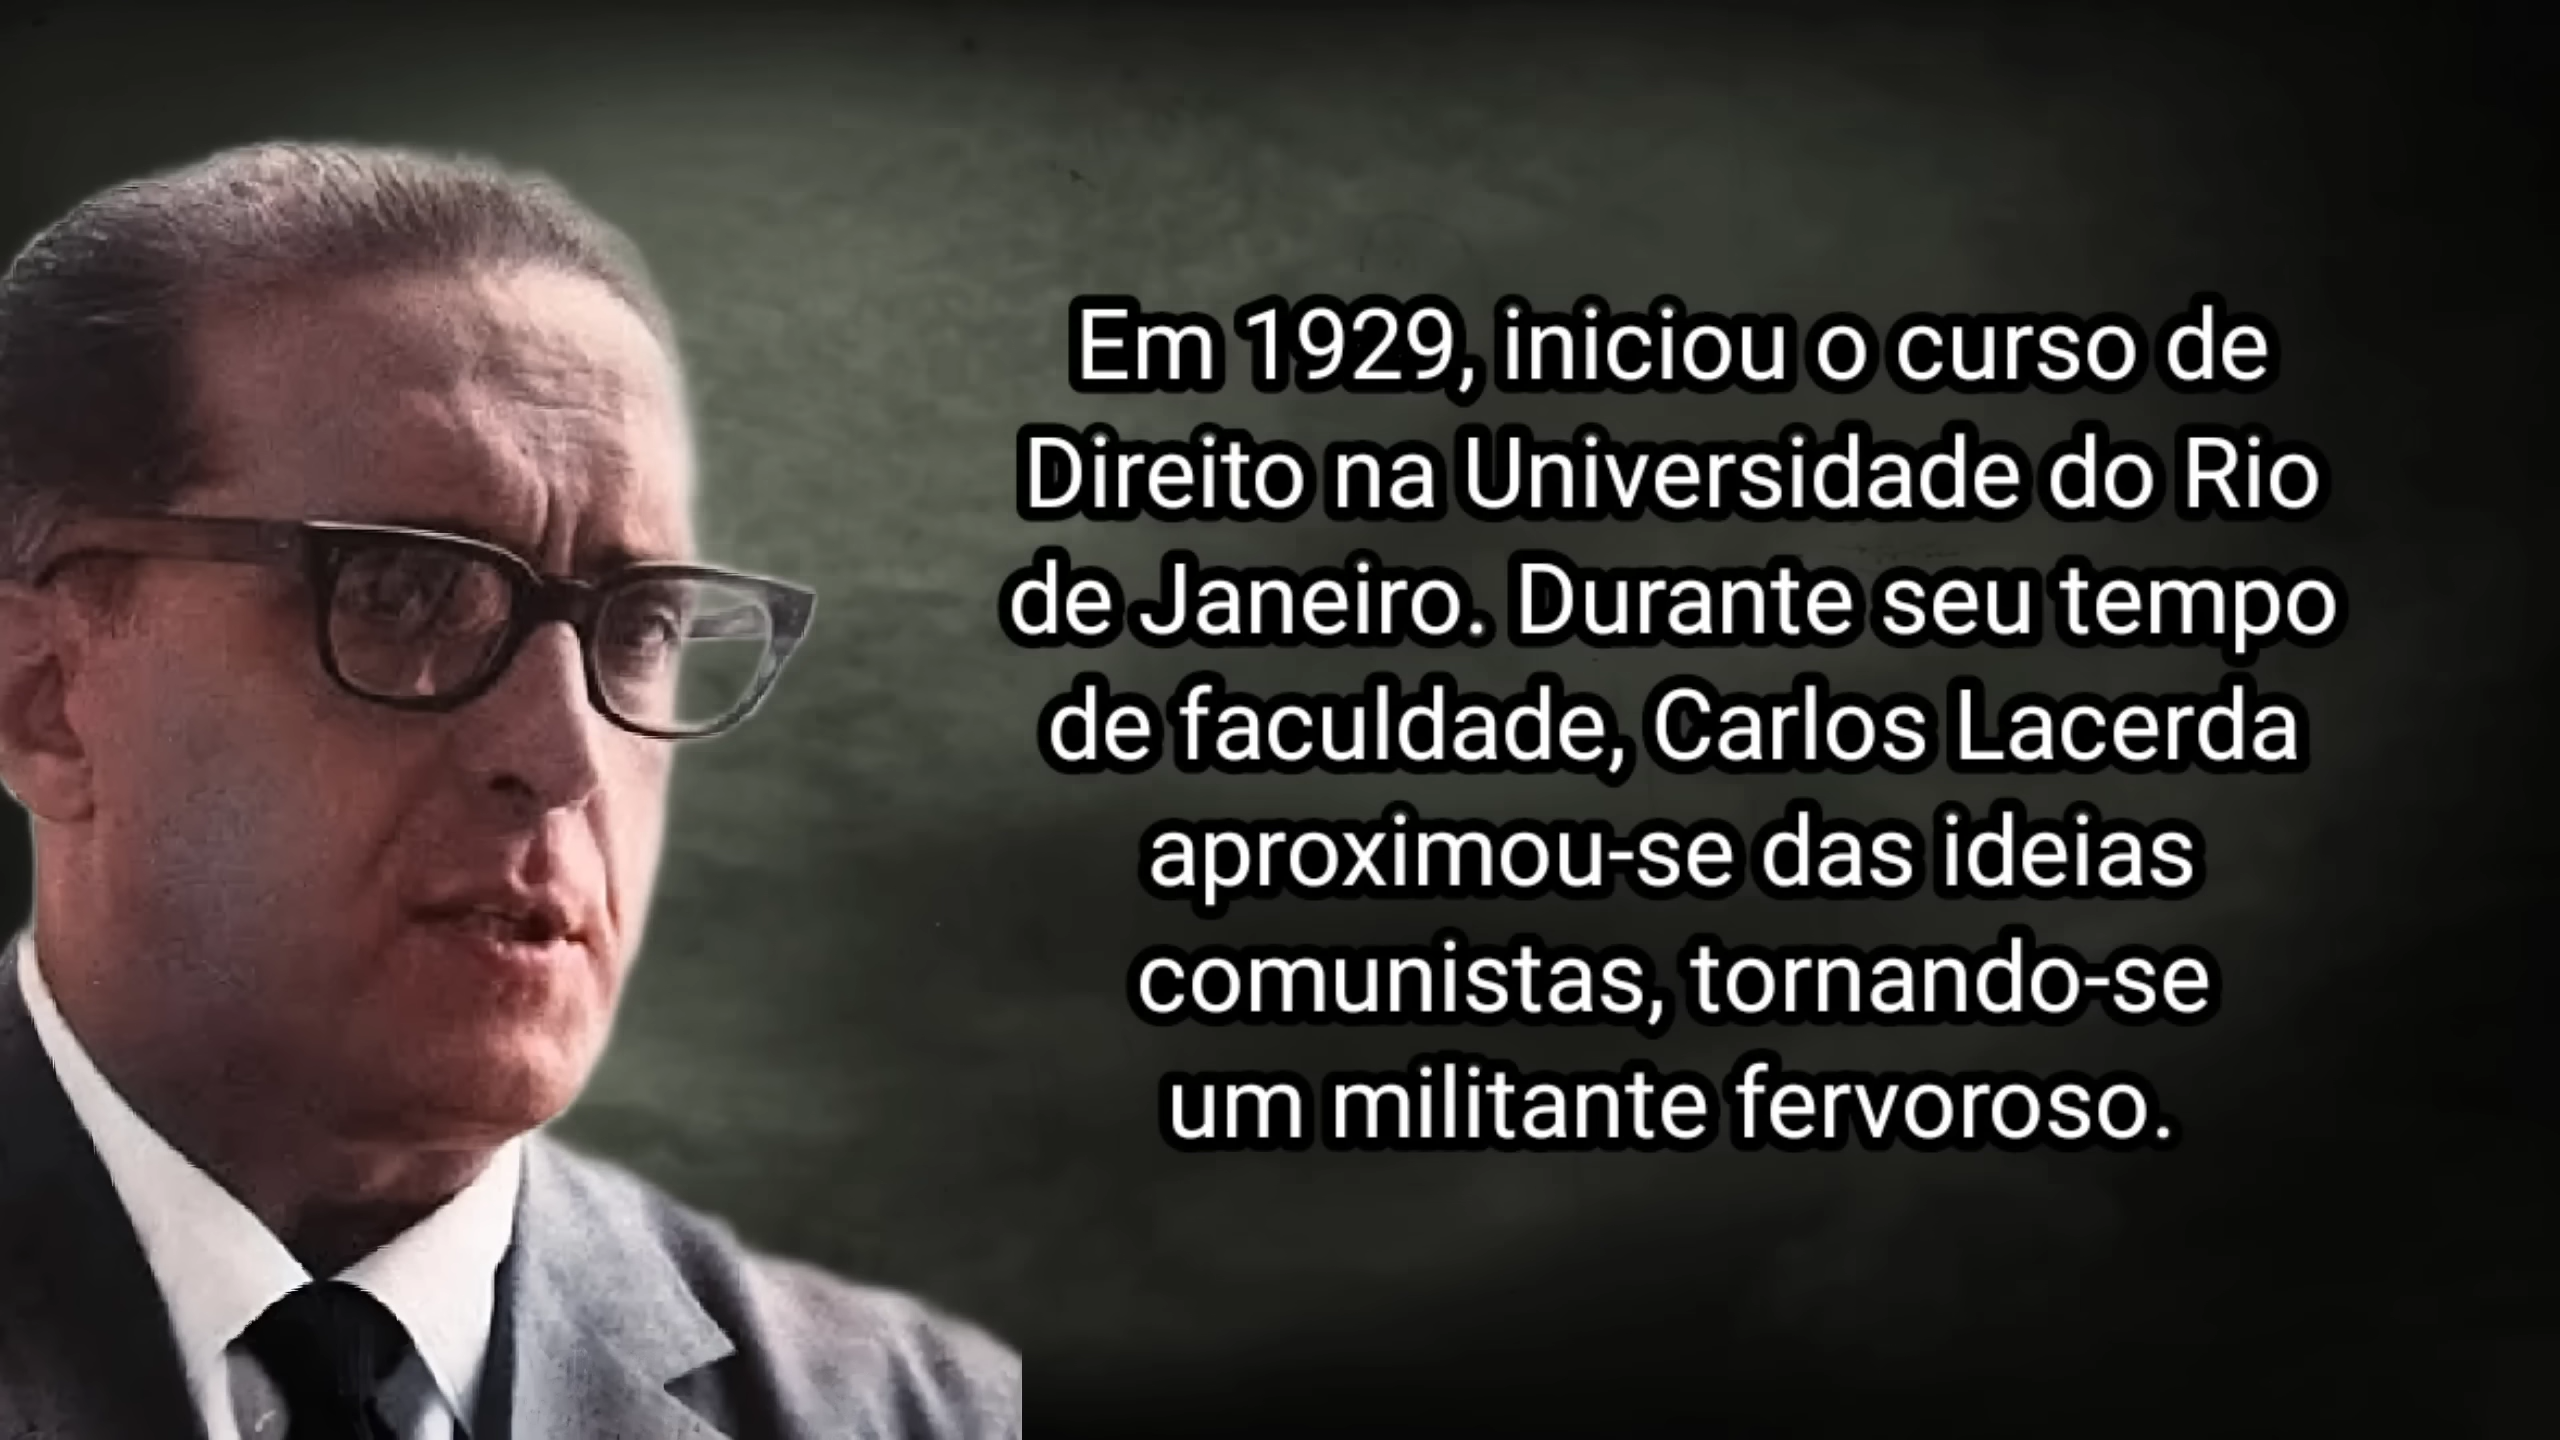 Em 1929, iniciou o curso de
Direito na Universidade do Rio
de Janeiro. Durante seu tempo
de faculdade, Carlos Lacerda
aproximou-se das ideias
comunistas, tornando-se
um militante fervoroso.